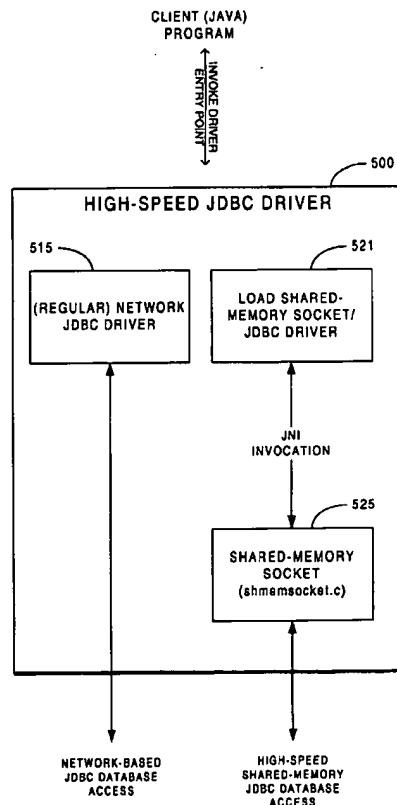 CLIENT (JAVA)
PROGRAM
INVOKE DRIVER
ENTRY POINT
500
HIGH-SPEED JDBC DRIVER
515
521
(REGULAR) NETWORK
JDBC DRIVER
LOAD SHARED-
MEMORY SOCKET/
JDBC DRIVER
JNI
INVOCATION
525
SHARED-MEMORY
SOCKET
(shmemsocket.c)
NETWORK-BASED
JDBC DATABASE
ACCESS
HIGH-SPEED
SHARED-MEMORY
JDBC DATABASE
ACCESS